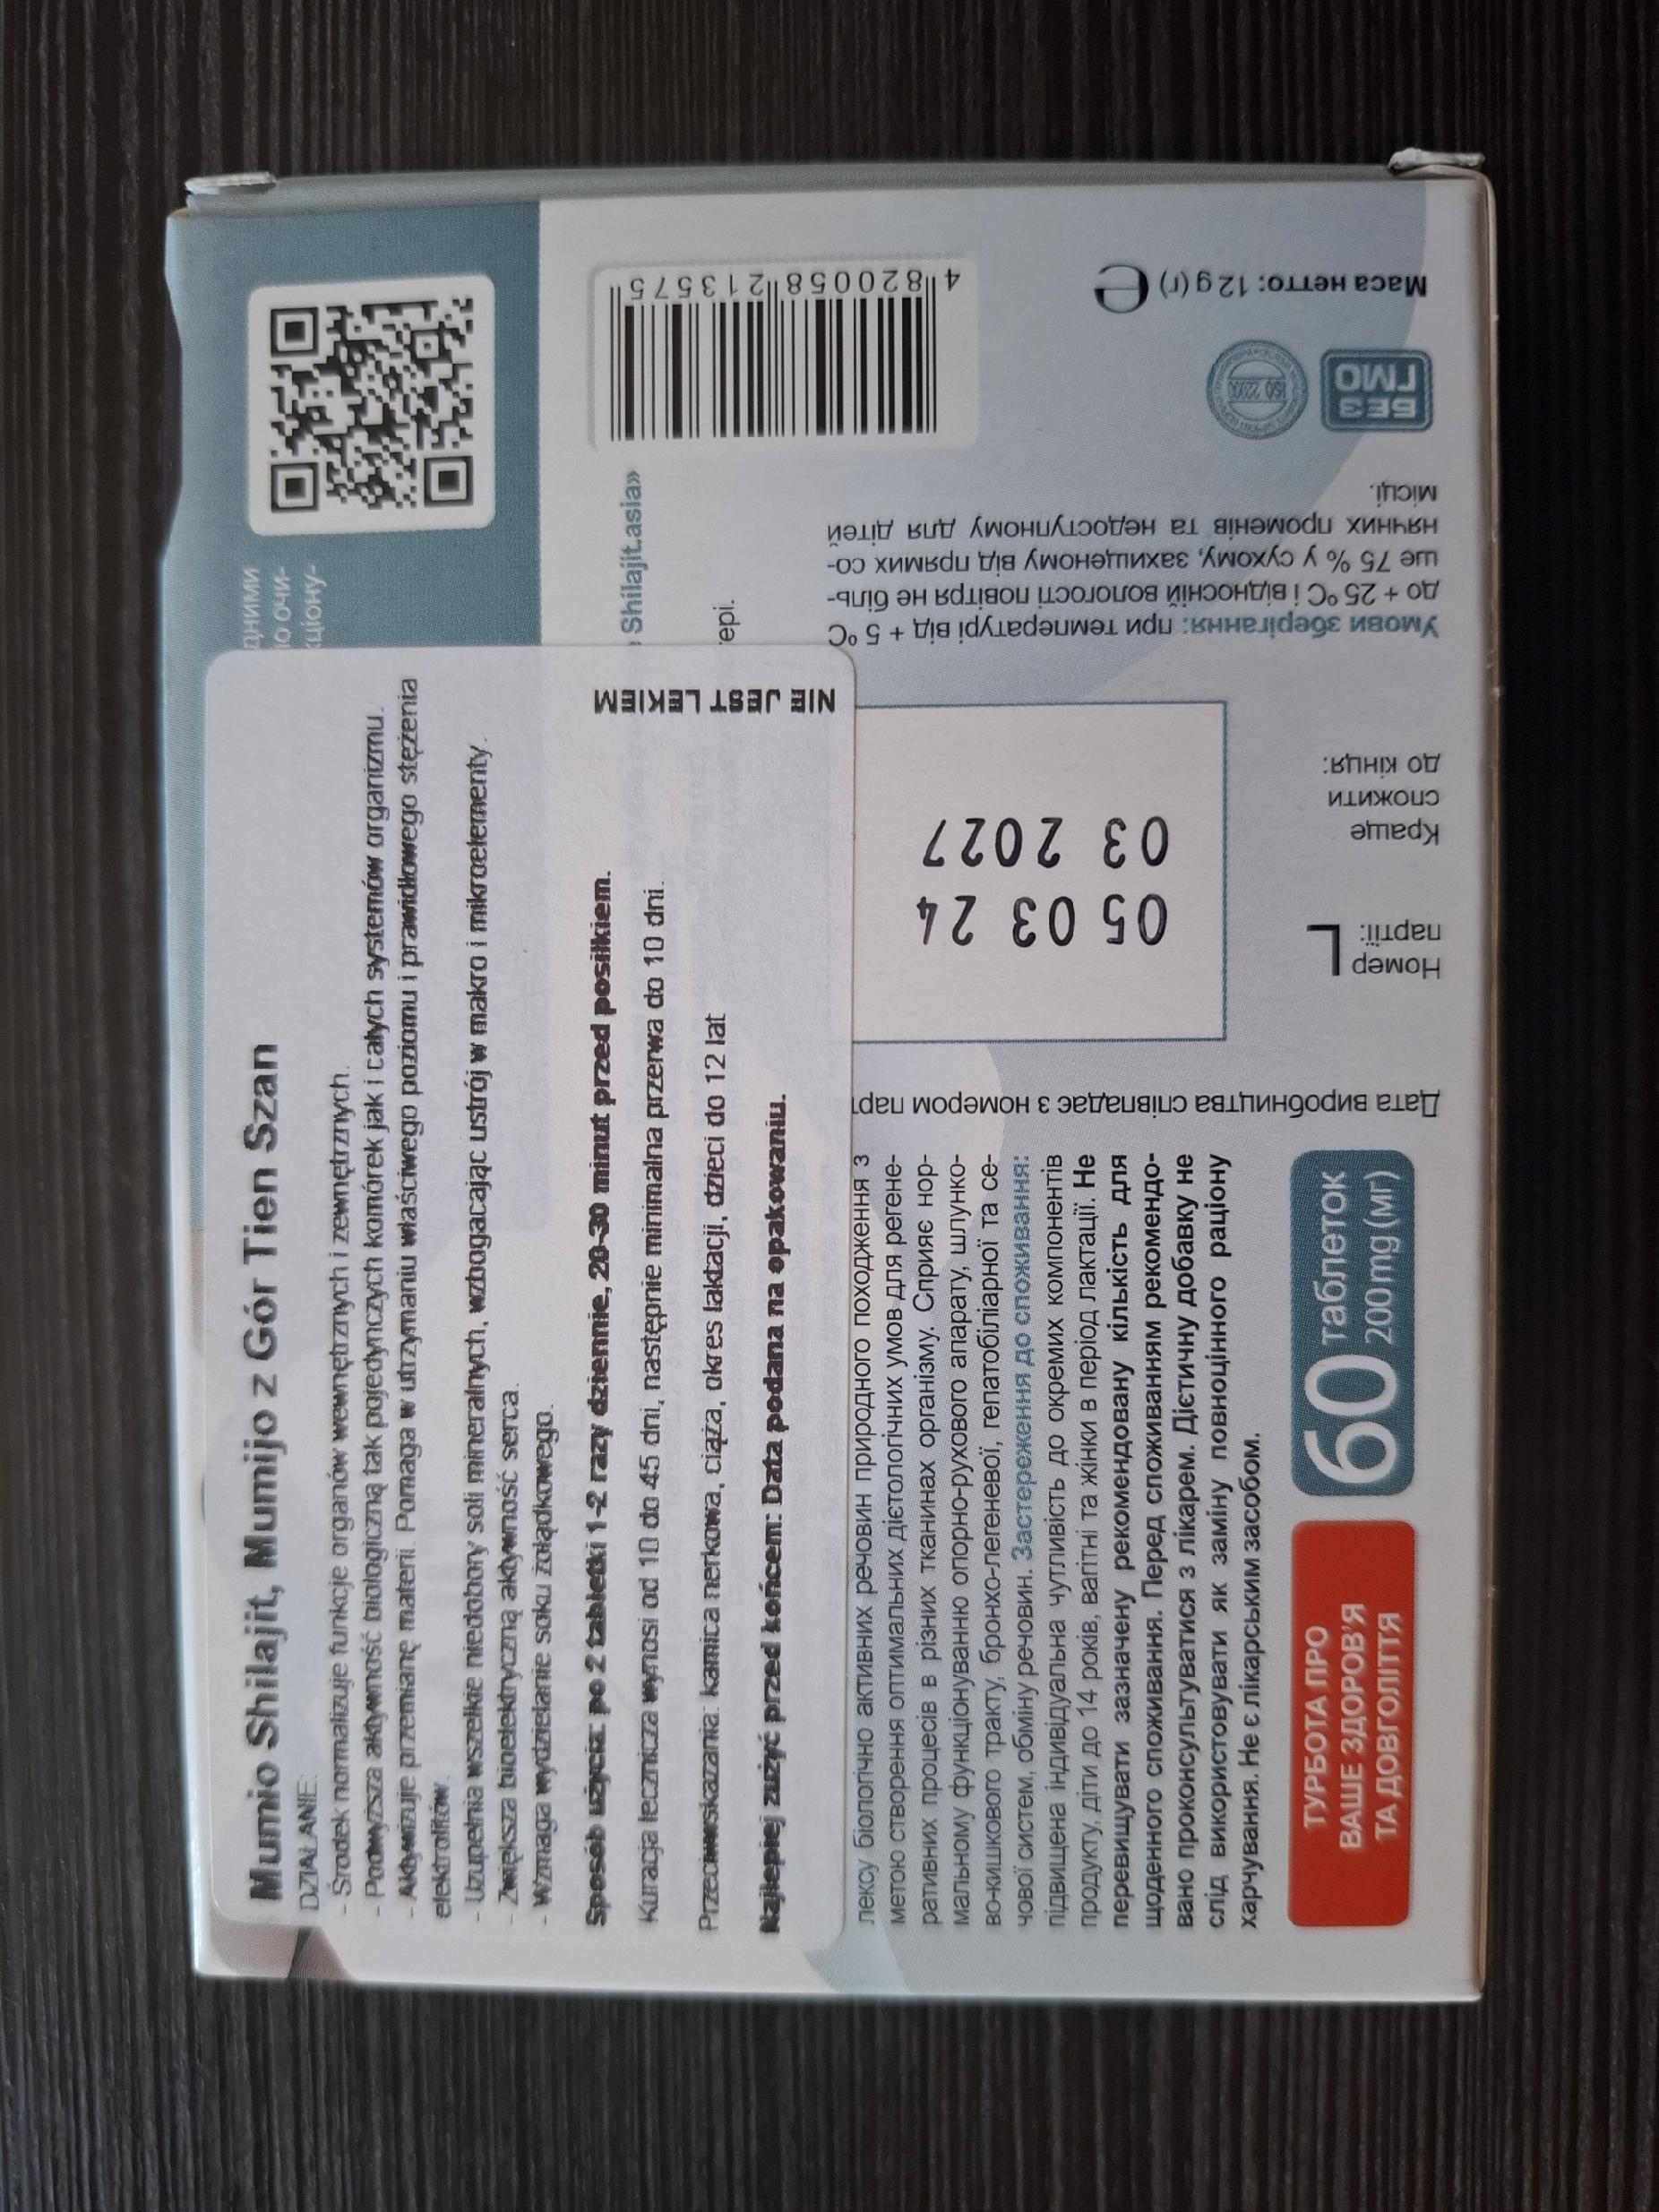 Mumio Shilajit, Mumijo z Gór Tien Szan
DZIAŁANIE:
- Środek normalizuje funkcje organów wewnętrznych i zewnętrznych.
- Podwyższa aktywność biologiczną tak pojedynczych komórek jak i całych systemów organizmu.
- Aktywizuje przemianę materii. Pomaga w utrzymaniu właściwego poziomu i prawidłowego stężenia
elektrolitów.
- Uzupełnia wszelkie niedobory soli mineralnych, wzbogacając ustrój w makro i mikroelementy.
- Zwiększa bioelektryczną aktywność serca.
- Wzmaga wydzielanie soku żołądkowego.
Sposób użycia: po 2 tabletki 1-2 razy dziennie, 20-30 minut przed posiłkiem.
Kuracja lecznicza wynosi od 10 do 45 dni, następnie minimalna przerwa do 10 dni.
Przeciwwskazania: kamica nerkowa, ciąża, okres laktacji, dzieci do 12 lat
Najlepiej zużyć przed końcem: Data podana na opakowaniu.
NIE JEST LEKIEM
дними
ю очи-
кціону-
Shilajit.asia»
ері.
4 820058 213575
лексу біологічно активних речовин природного походження з
метою створення оптимальних дієтологічних умов для регене-
ративних процесів в різних тканинах організму. Сприяє нор-
мальному функціонуванню опорно-рухового апарату, шлунко-
во-кишкового тракту, бронхо-легеневої, гепатобіліарної та се-
чової систем, обміну речовин. Застереження до споживання:
підвищена індивідуальна чутливість до окремих компонентів
продукту, діти до 14 років, вагітні та жінки в період лактації. Не
перевищувати зазначену рекомендовану кількість для
щоденного споживання. Перед споживанням рекомендо-
вано проконсультуватися з лікарем. Дієтичну добавку не
слід використовувати як заміну повноцінного раціону
харчування. Не є лікарським засобом.
ТУРБОТА ПРО
ВАШЕ ЗДОРОВ'Я
ТА ДОВГОЛІТТЯ
60 таблеток
200mg (мг)
Дата виробництва співпадає з номером парт
Номер
партії: L
Краще
спожити
до кінця:
05 03 24
03 2027
Умови зберігання: при температурі від + 5 ºС
до + 25 ºС і відносній вологості повітря не біль-
ше 75 % у сухому, захищеному від прямих со-
нячних променів та недоступному для дітей
місці.
ISO 22000
БЕЗ
ГМО
Маса нетто: 12 g (г) ℮